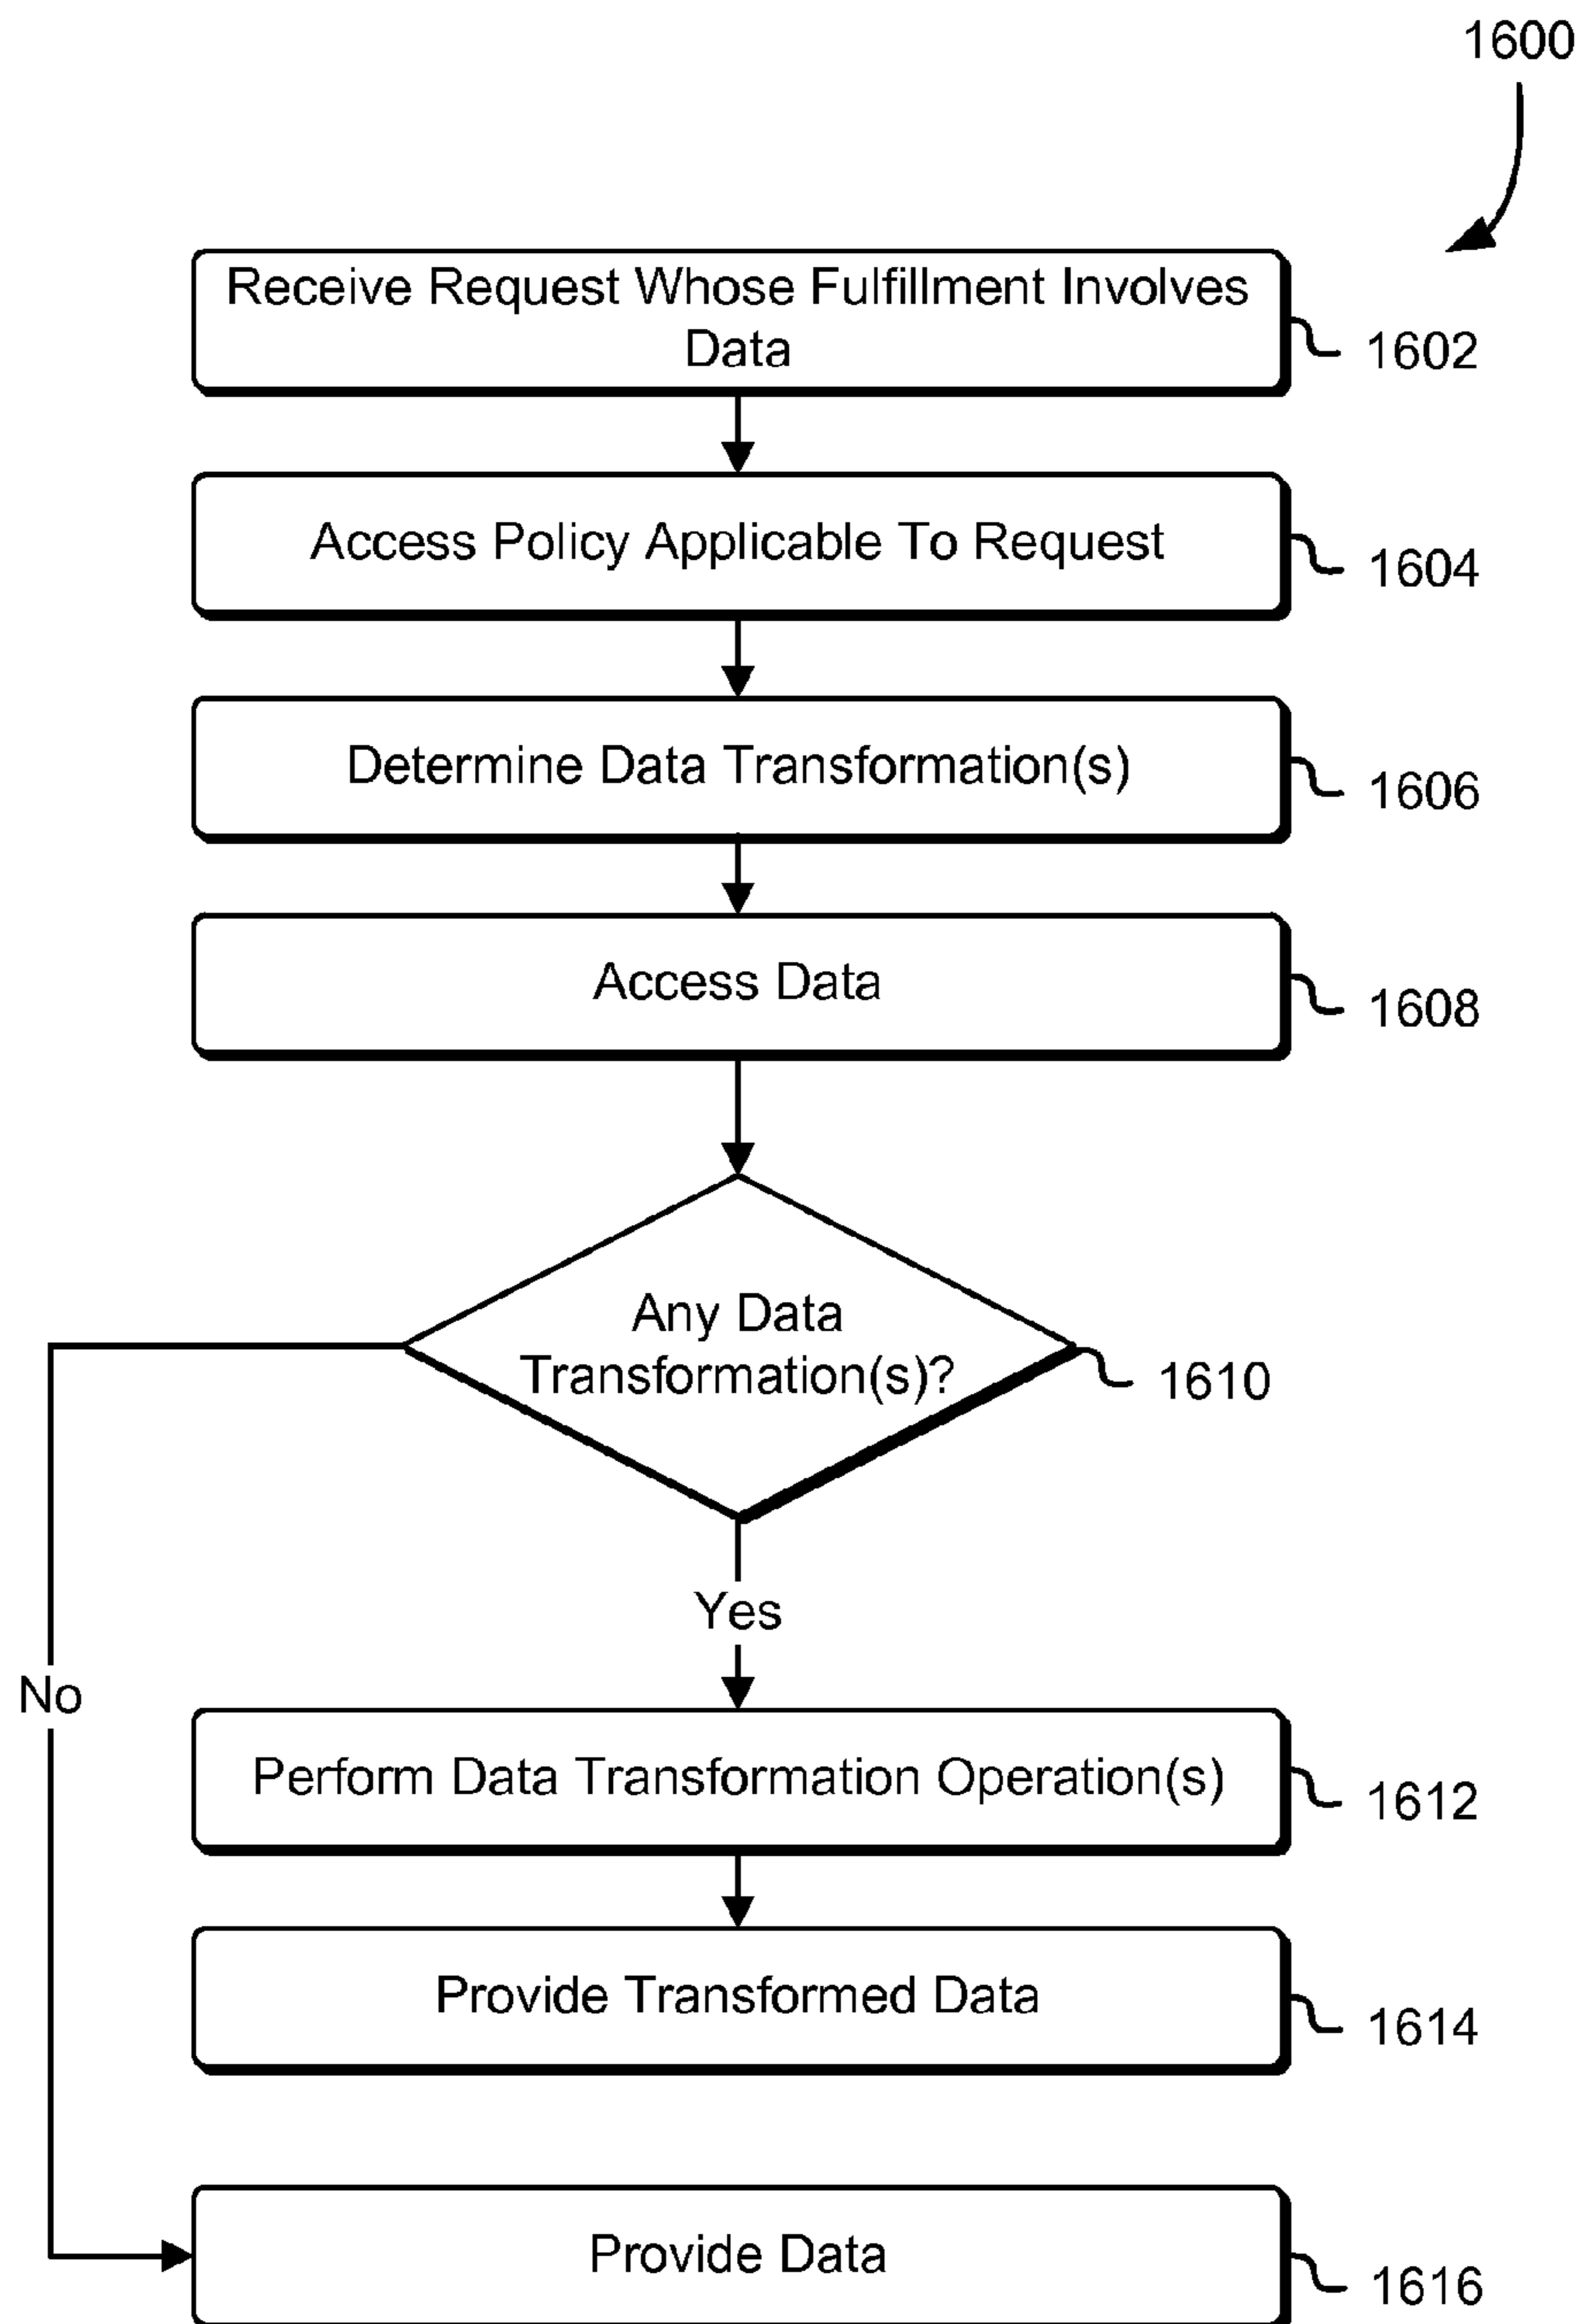 1600
Receive Request Whose Fulfillment Involves
Data
1602
Access Policy Applicable To Request
1604
Determine Data Transformation(s)
1606
Access Data
1608
Any Data
Transformation(s)?
1610
Yes
No
Perform Data Transformation Operation(s)
1612
Provide Transformed Data
1614
Provide Data
1616